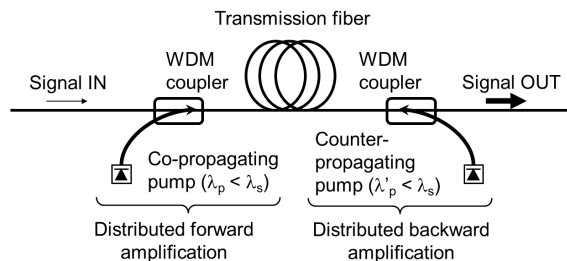 Transmission fiber
WDM
coupler
WDM
coupler
Signal IN
Signal OUT
Co-propagating
pump (λp < λs)
Counter-
propagating
pump (λ'p < λs)
Distributed forward
amplification
Distributed backward
amplification